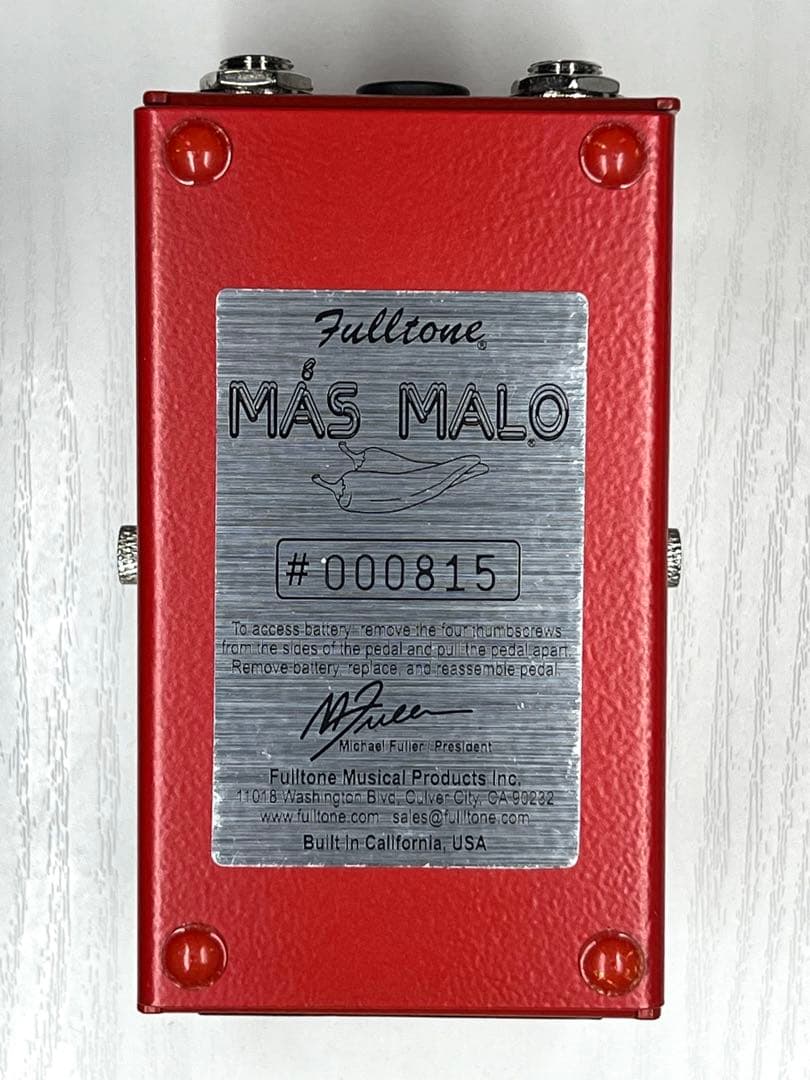 Fulltone®
MÁS MALO®
# 000815
To access battery: remove the four thumbscrews
from the sides of the pedal and pull the pedal apart.
Remove battery, replace, and reassemble pedal.
MFuller
Michael Fuller / President
Fulltone Musical Products Inc.
11018 Washington Blvd, Culver City, CA 90232
www.fulltone.com sales@fulltone.com
Built in California, USA